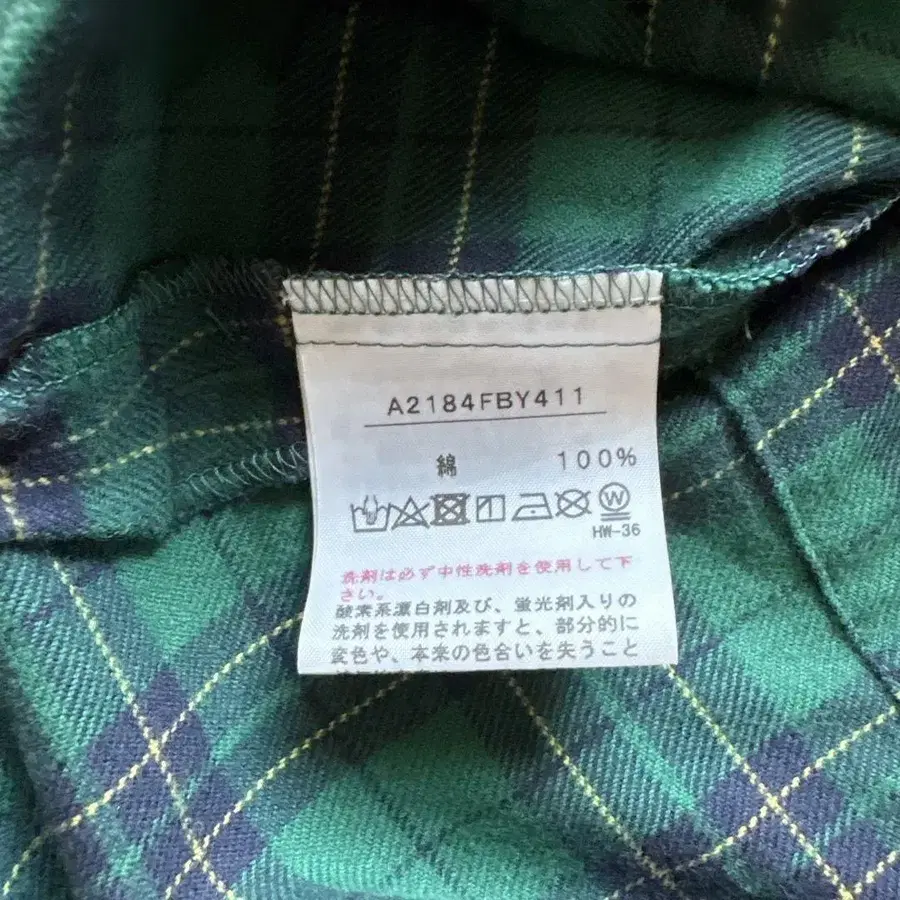 A2184FBY411
綿 100%
W
HW-36
洗剤は必ず中性洗剤を使用して下
さい。
酸素系漂白剤及び、蛍光剤入りの
洗剤を使用されますと、部分的に
変色や、本来の色合いを失うこと